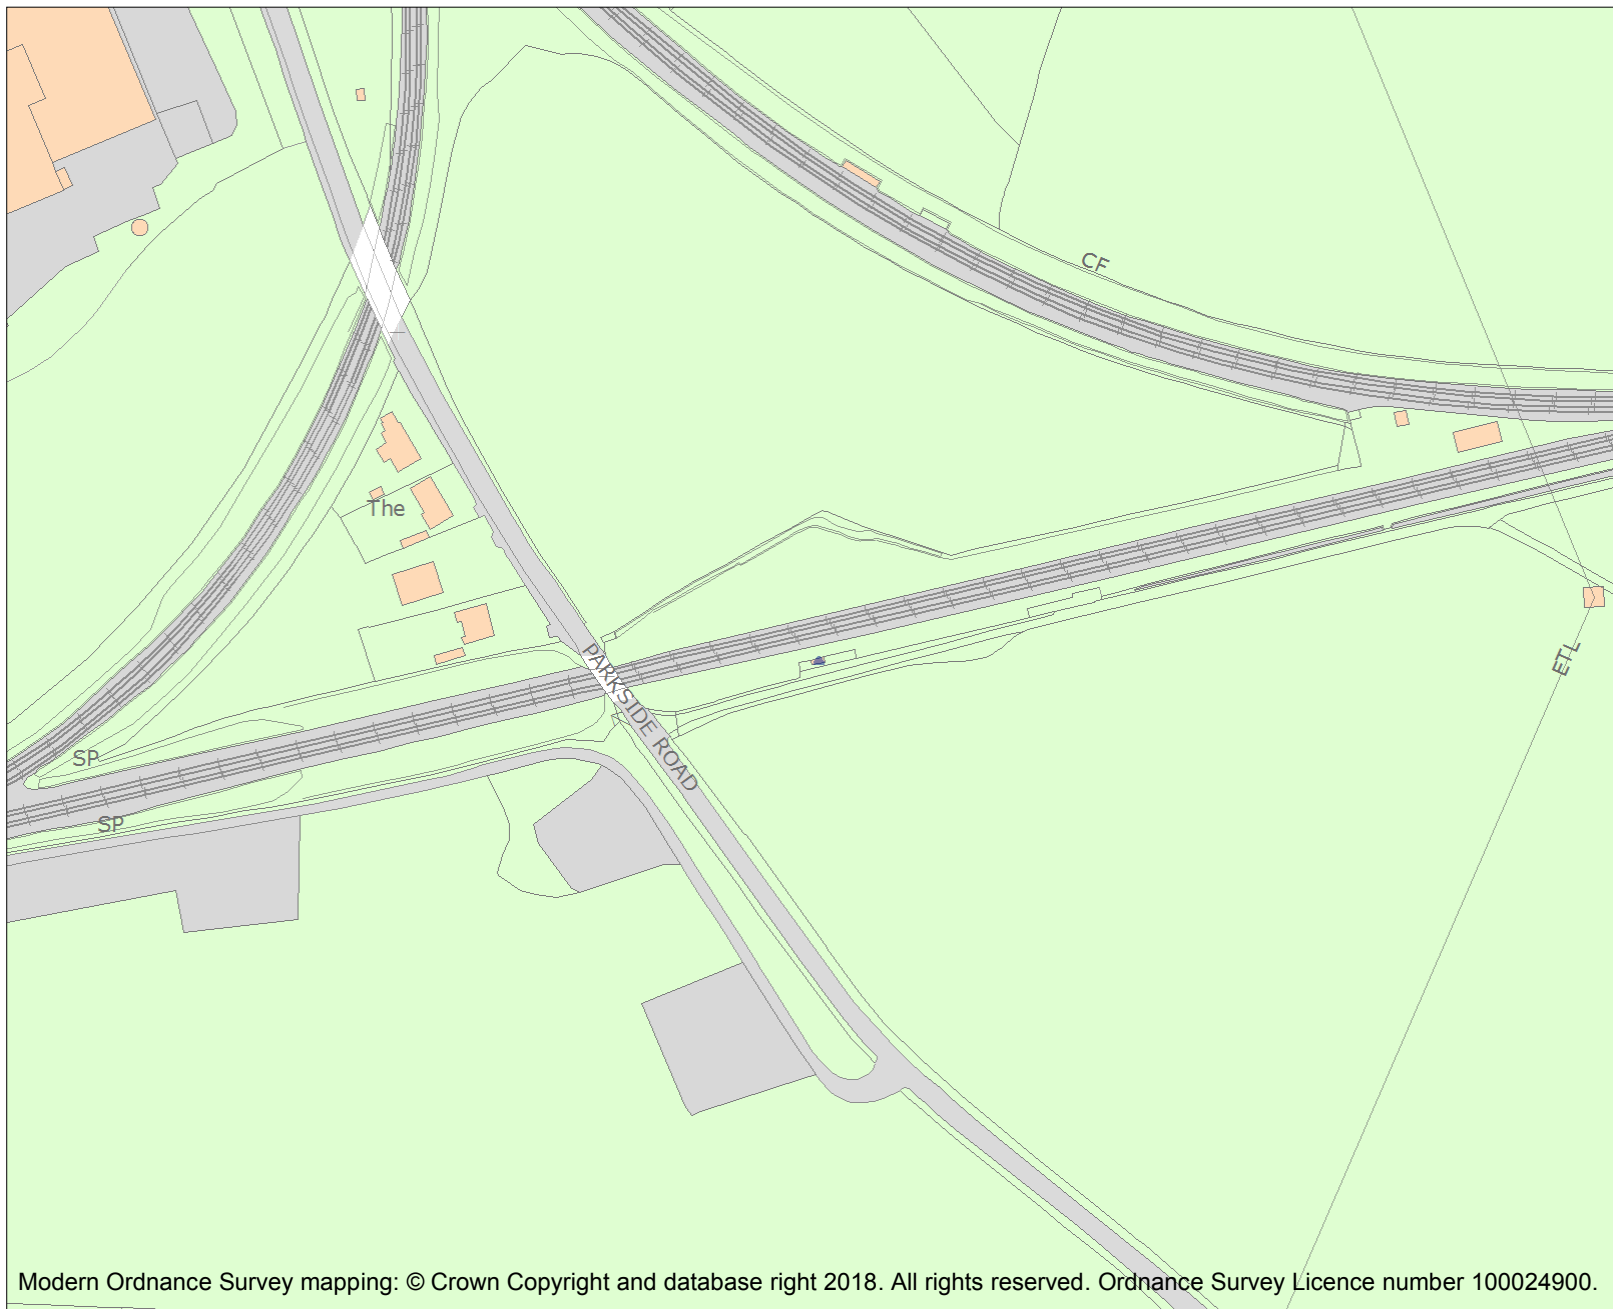 CF
The
PARKSIDE ROAD
ETL
SP
SP
Modern Ordnance Survey mapping: © Crown Copyright and database right 2018. All rights reserved. Ordnance Survey Licence number 100024900.